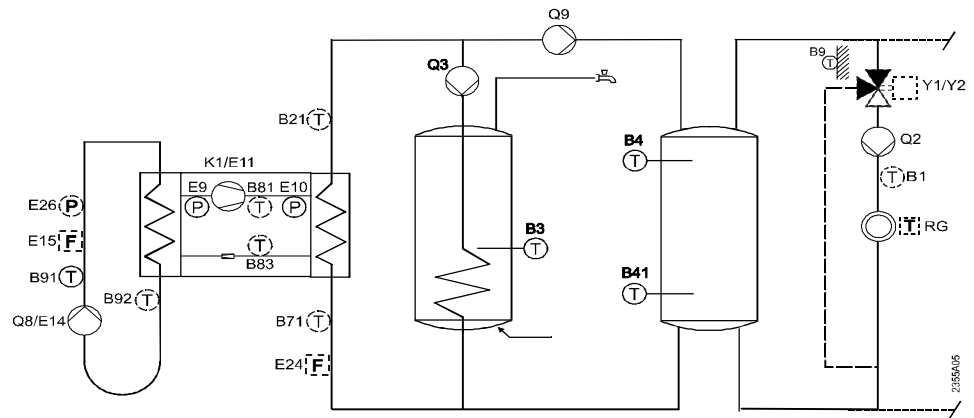 Q9
B9
T
Q3
Y1/Y2
B21 T
K1/E11
B4
T
Q2
E9 B81 E10
P T P
T B1
E26 P
E15 F
T
B83
B3
T
T RG
B91 T
B92 T
B41
T
Q8/E14
B71 T
E24 F
2355A05